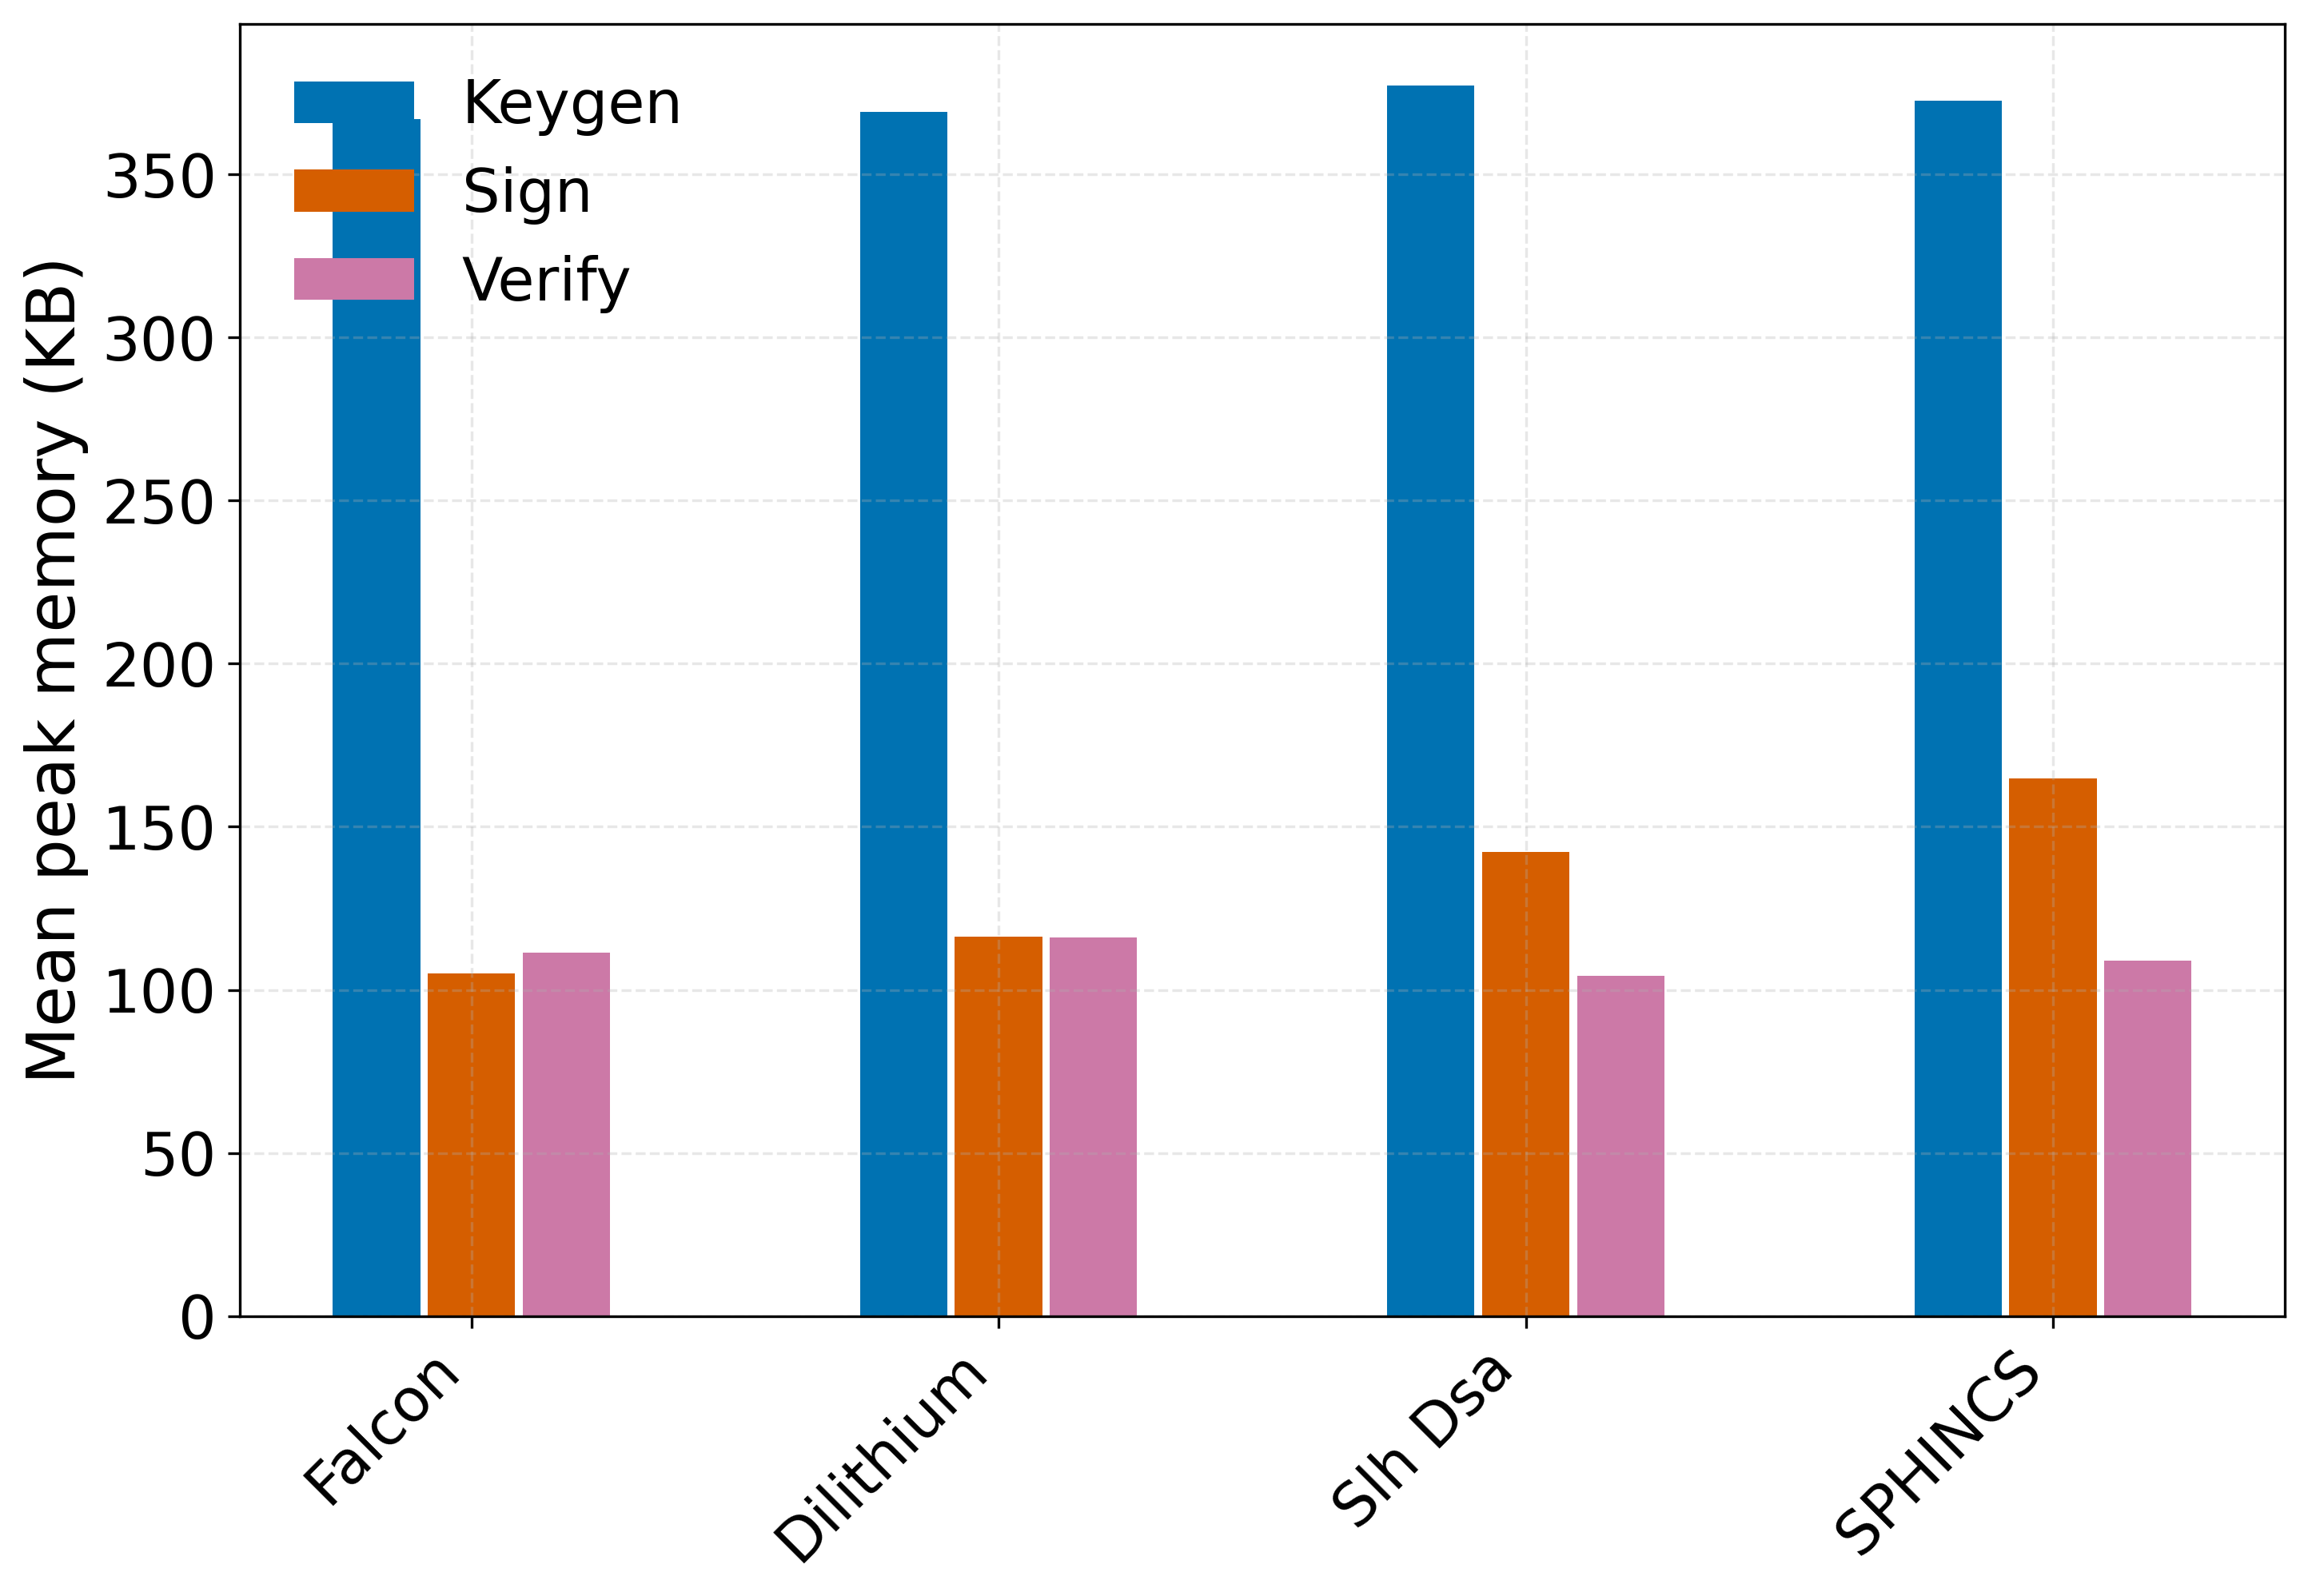 Keygen
Sign
Verify
Mean peak memory (KB)
350
300
250
200
150
100
50
0
Falcon
Dilithium
Slh Dsa
SPHINCS